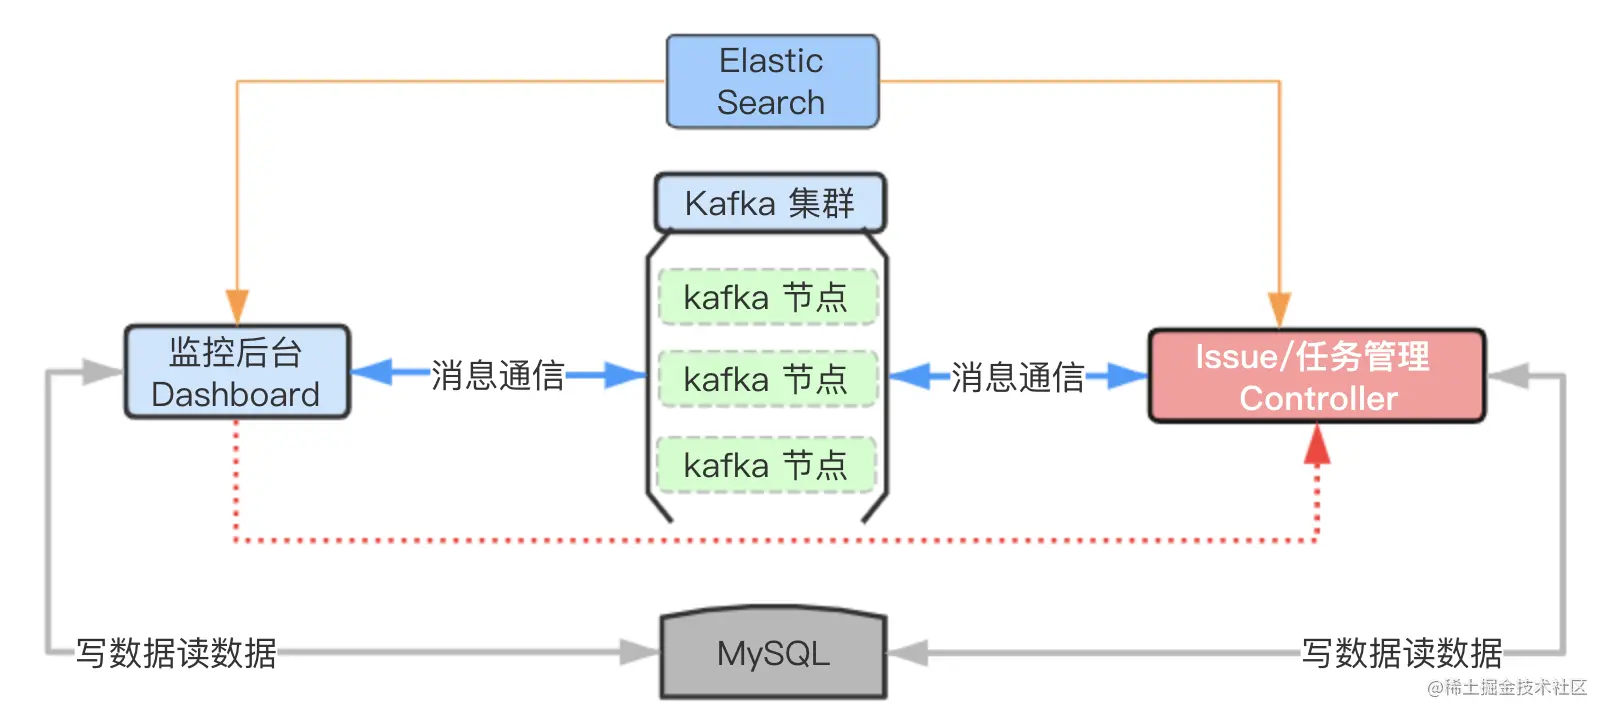 Elastic
Search
Kafka 集群
kafka 节点
监控后台
Dashboard
消息通信
kafka 节点
消息通信
Issue/任务管理
Controller
kafka 节点
写数据读数据
MySQL
写数据读数据
@稀土掘金技术社区